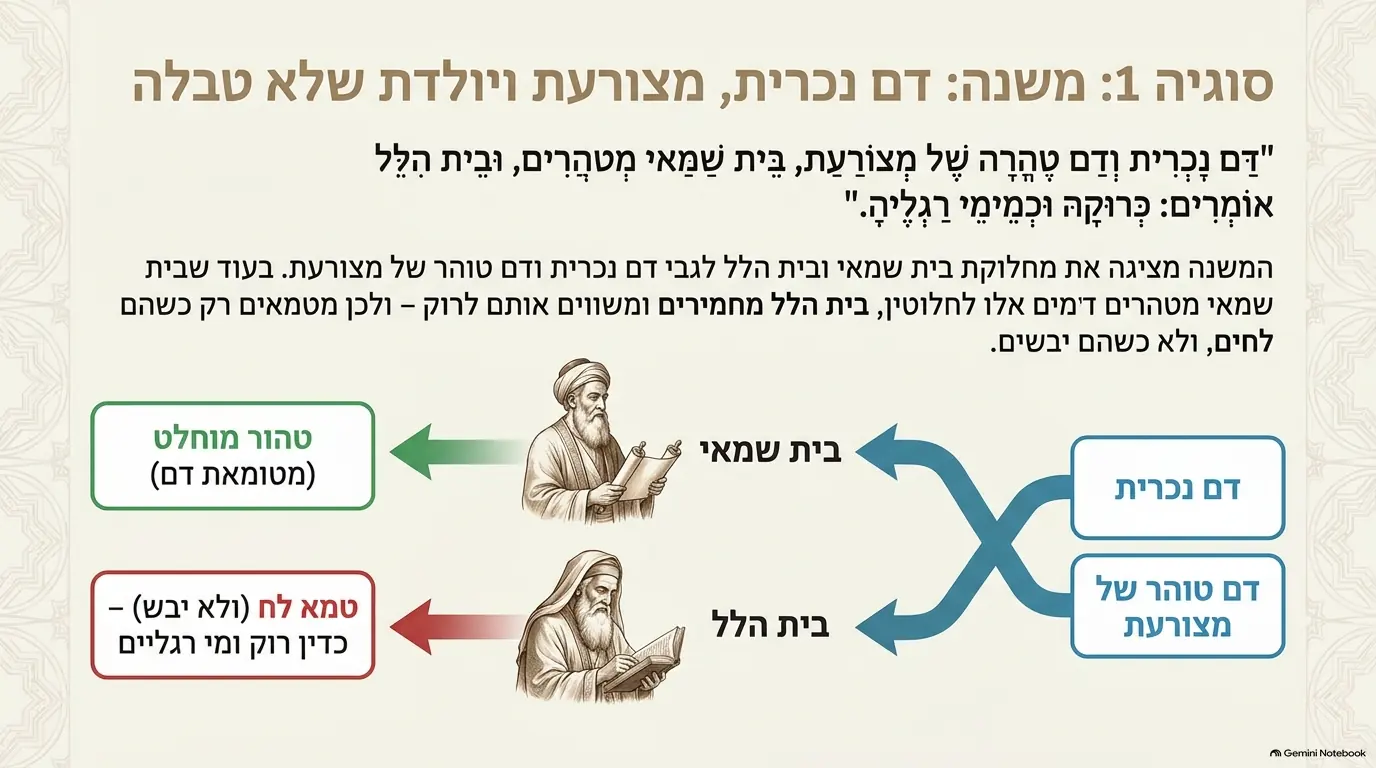 סוגיה 1: משנה: דם נכרית, מצורעת ויולדת שלא טבלה
"דַּם נָכְרִית וְדַם טָהֳרָה שֶׁל מְצוֹרַעַת, בֵּית שַׁמַּאי מְטַהֲרִים, וּבֵית הִלֵּל
אוֹמְרִים: כְּרוּקָהּ וּכְמֵימֵי רַגְלֶיהָ."
המשנה מציגה את מחלוקת בית שמאי ובית הלל לגבי דם נכרית ודם טוהר של מצורעת. בעוד שבית
שמאי מטהרים דימים אלו לחלוטין, בית הלל מחמירים ומשווים אותם לרוק – ולכן מטמאים רק כשהם
לחים, ולא כשהם יבשים.
דם נכרית
דם טוהר של
מצורעת
בית שמאי
טהור מוחלט
(מטומאת דם)
בית הלל
טמא לח (ולא יבש) –
כדין רוק ומי רגליים
Gemini Notebook